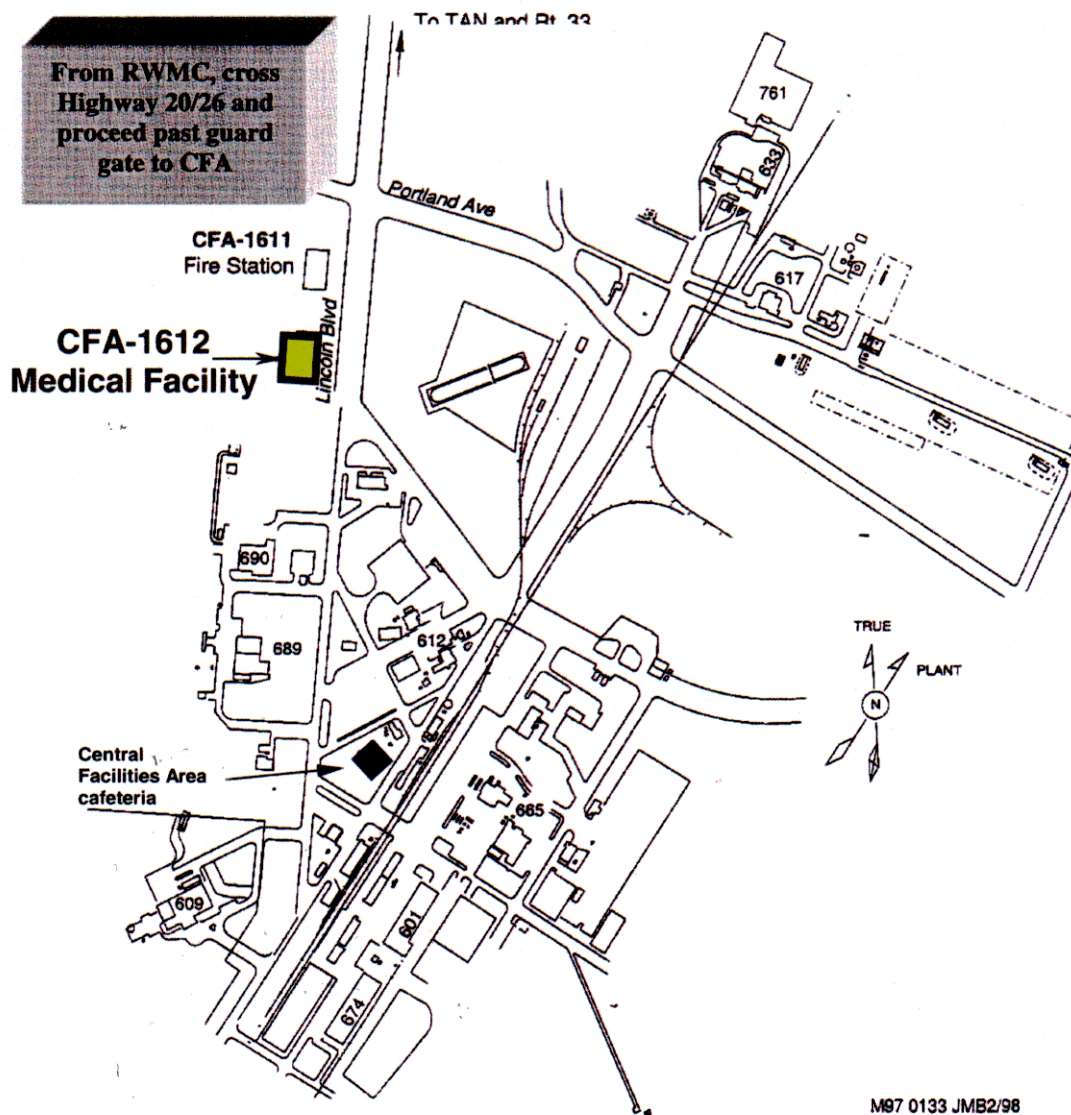 To TAN and Rt. 33
From RWMC, cross
Highway 20/26 and
proceed past guard
gate to CFA
761
633
Portland Ave
CFA-1611
Fire Station
617
Lincoln Blvd
CFA-1612
Medical Facility
690
612
689
TRUE
PLANT
N
Central
Facilities Area
cafeteria
665
609
601
674
M97 0133 JMB2/98